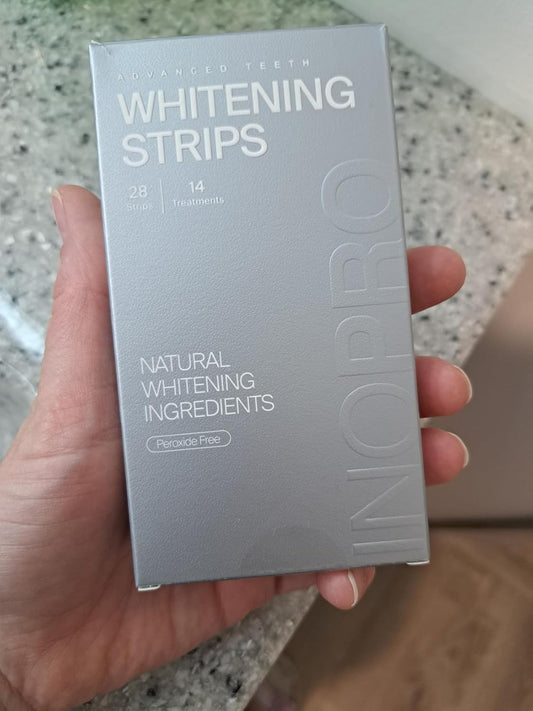 ADVANCED TEETH
WHITENING
STRIPS
28
Strips
14
Treatments
NATURAL
WHITENING
INGREDIENTS
Peroxide Free
INOPRO